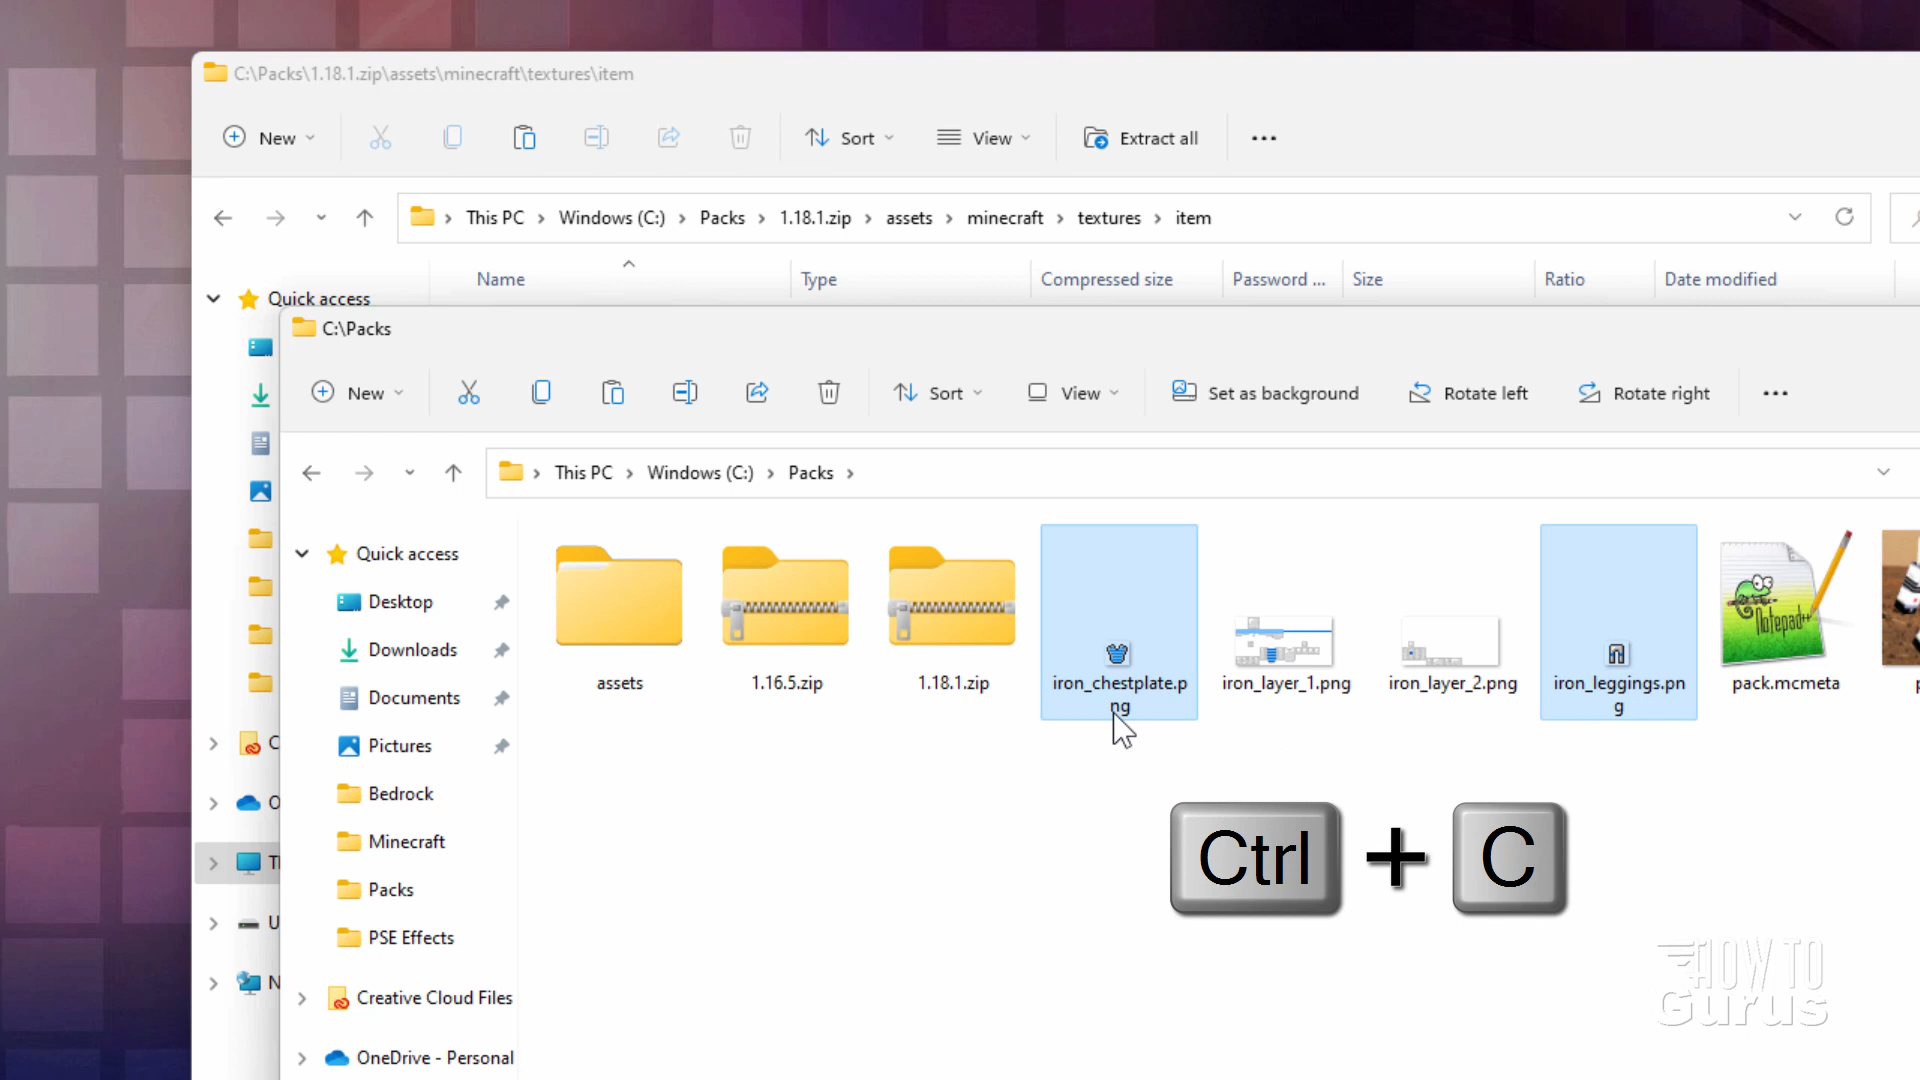 C:\Packs\1.18.1.zip\assets\minecraft\textures\item
New
Sort
View
Extract all
This PC
Windows (C:)
Packs
1.18.1.zip
assets
minecraft
textures
item
Name
Type
Compressed size
Password ...
Size
Ratio
Date modified
Quick access
C:\Packs
New
Sort
View
Set as background
Rotate left
Rotate right
This PC
Windows (C:)
Packs
Quick access
Desktop
Downloads
Documents
Pictures
Bedrock
Minecraft
Packs
PSE Effects
Creative Cloud Files
OneDrive - Personal
assets
1.16.5.zip
1.18.1.zip
iron_chestplate.p
ng
iron_layer_1.png
iron_layer_2.png
iron_leggings.pn
g
Notepad++
pack.mcmeta
Ctrl + C
HOW TO
Gurus